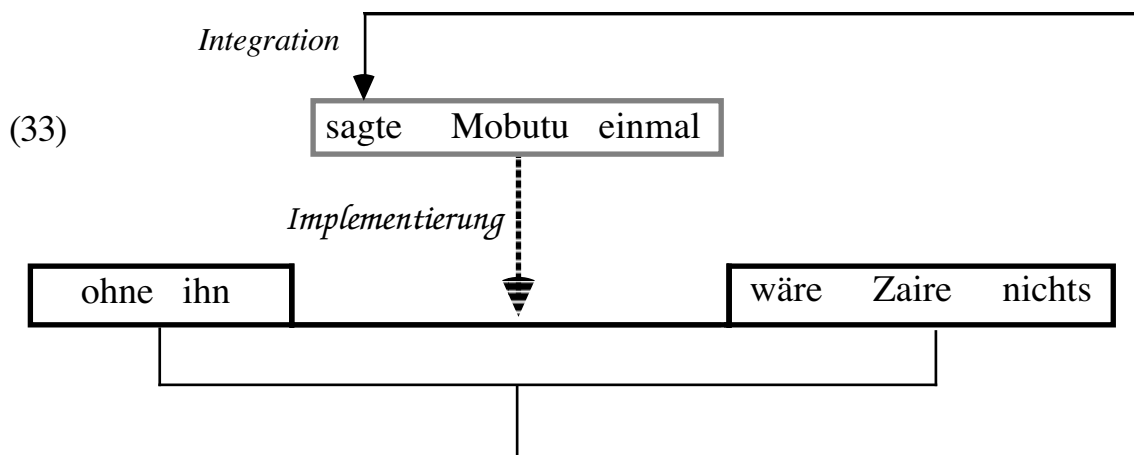 Integration
(33) sagte Mobutu einmal
Implementierung
ohne ihn wäre Zaire nichts